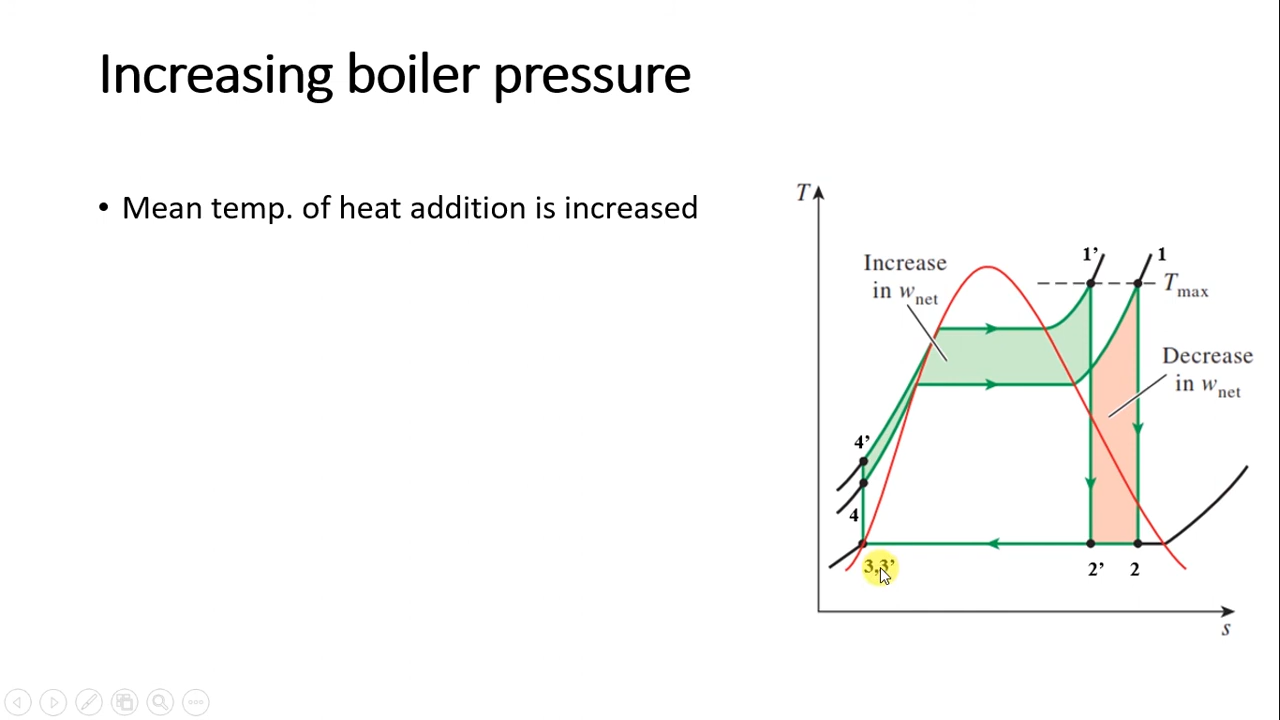 Increasing boiler pressure
• Mean temp. of heat addition is increased
T
Increase
in wnet
1’
1
Tmax
Decrease
in wnet
4’
4
3,3’
2’
2
s